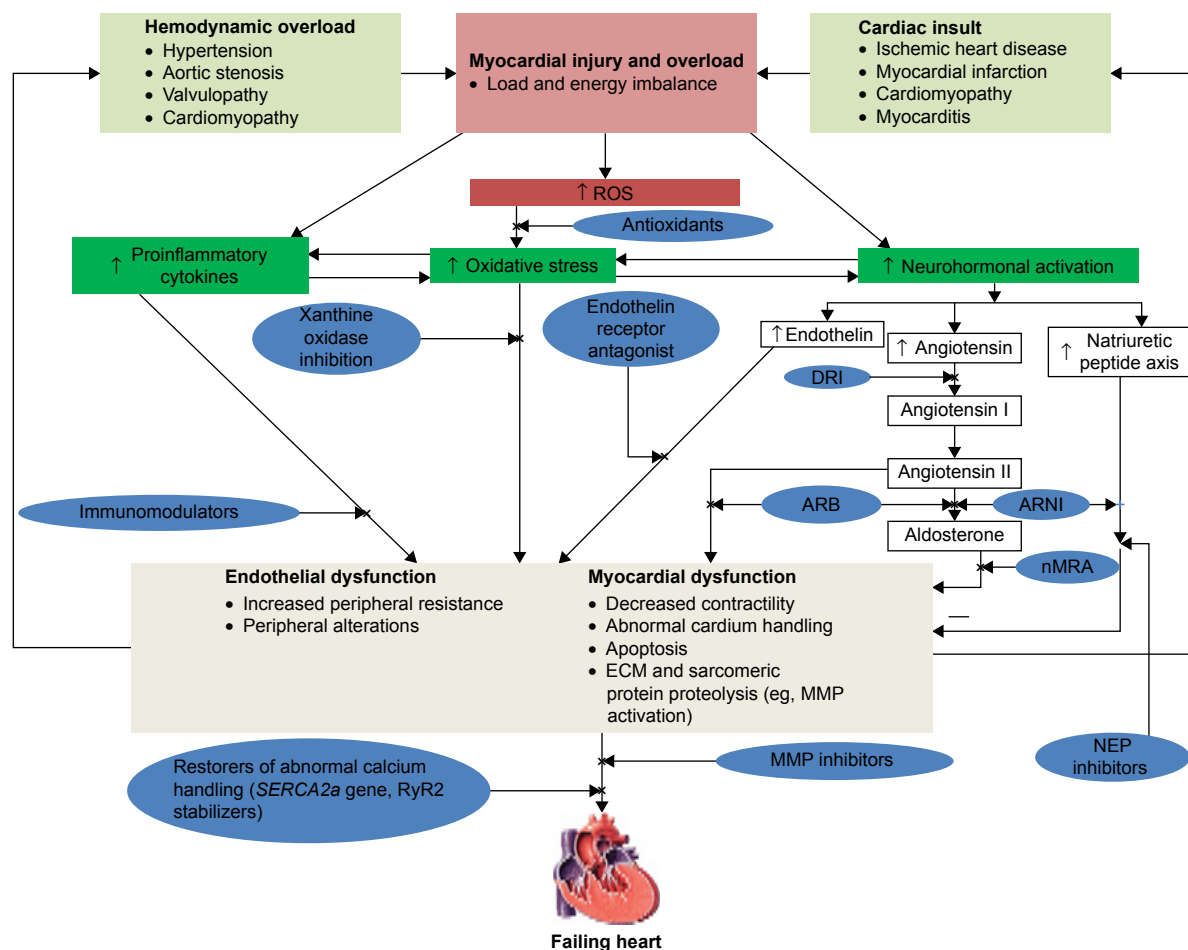 Hemodynamic overload
• Hypertension
• Aortic stenosis
• Valvulopathy
• Cardiomyopathy
Myocardial injury and overload
• Load and energy imbalance
Cardiac insult
• Ischemic heart disease
• Myocardial infarction
• Cardiomyopathy
• Myocarditis
↑ ROS
Antioxidants
↑ Proinflammatory
cytokines
↑ Oxidative stress
↑ Neurohormonal activation
Xanthine
oxidase
inhibition
Endothelin
receptor
antagonist
↑ Endothelin
↑ Angiotensin
↑ Natriuretic
peptide axis
DRI
Angiotensin I
Angiotensin II
Immunomodulators
ARB
ARNI
Aldosterone
nMRA
Endothelial dysfunction
• Increased peripheral resistance
• Peripheral alterations
Myocardial dysfunction
• Decreased contractility
• Abnormal cardium handling
• Apoptosis
• ECM and sarcomeric
protein proteolysis (eg, MMP
activation)
—
Restorers of abnormal calcium
handling (SERCA2a gene, RyR2
stabilizers)
MMP inhibitors
NEP
inhibitors
Failing heart